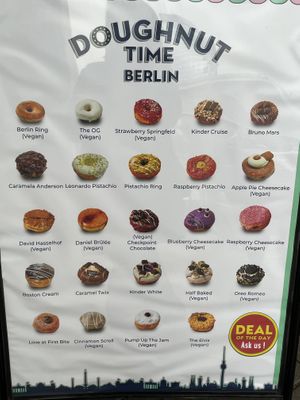 DOUGHNUT
TIME
BERLIN
Berlin Ring
(Vegan)
The OG
(Vegan)
Strawberry Springfield
(Vegan)
Kinder Cruise
Bruno Mars
Caramela Anderson
Leonardo Pistachio
Pistachio Ring
Raspberry Pistachio
Apple Pie Cheesecake
(Vegan)
David Hasselhof
(Vegan)
Daniel Brûlée
(Vegan)
(Vegan)
Checkpoint
Chocolate
Blueberry Cheesecake
(Vegan)
Raspberry Cheesecake
(Vegan)
Boston Cream
Caramel Twix
Kinder White
Half Baked
(Vegan)
Oreo Romeo
(Vegan)
Love at First Bite
Cinnamon Scroll
(Vegan)
Pump Up The Jam
(Vegan)
The Elvis
(Vegan)
DEAL
OF THE DAY
Ask us !